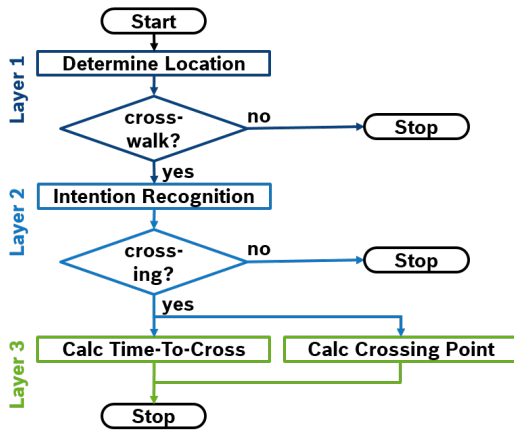 Start
Layer 1
Determine Location
cross-
walk?
no
Stop
yes
Layer 2
Intention Recognition
cross-
ing?
no
Stop
yes
Layer 3
Calc Time-To-Cross
Calc Crossing Point
Stop